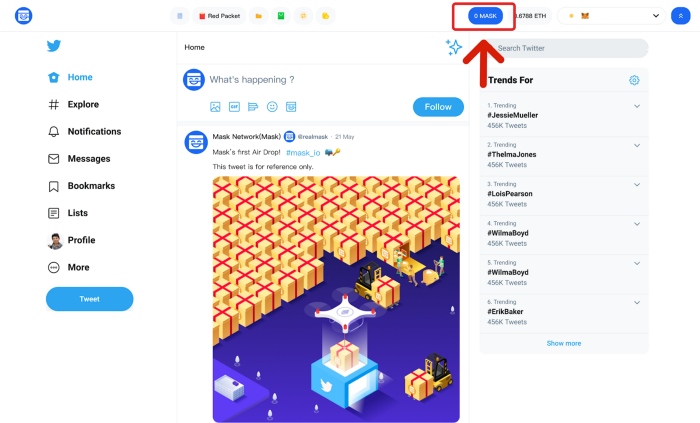 Red Packet
0 MASK
0.6788 ETH
Home
Explore
Notifications
Messages
Bookmarks
Lists
Profile
More
Tweet
Home
What's happening ?
GIF
Follow
Mask Network(Mask) @realmask · 21 May
Mask's first Air Drop! #mask_io
This tweet is for reference only.
Search Twitter
Trends For
1. Trending
#JessieMueller
456K Tweets
2. Trending
#ThelmaJones
456K Tweets
3. Trending
#LoisPearson
456K Tweets
4. Trending
#WilmaBoyd
456K Tweets
5. Trending
#WilmaBoyd
456K Tweets
6. Trending
#ErikBaker
456K Tweets
Show more